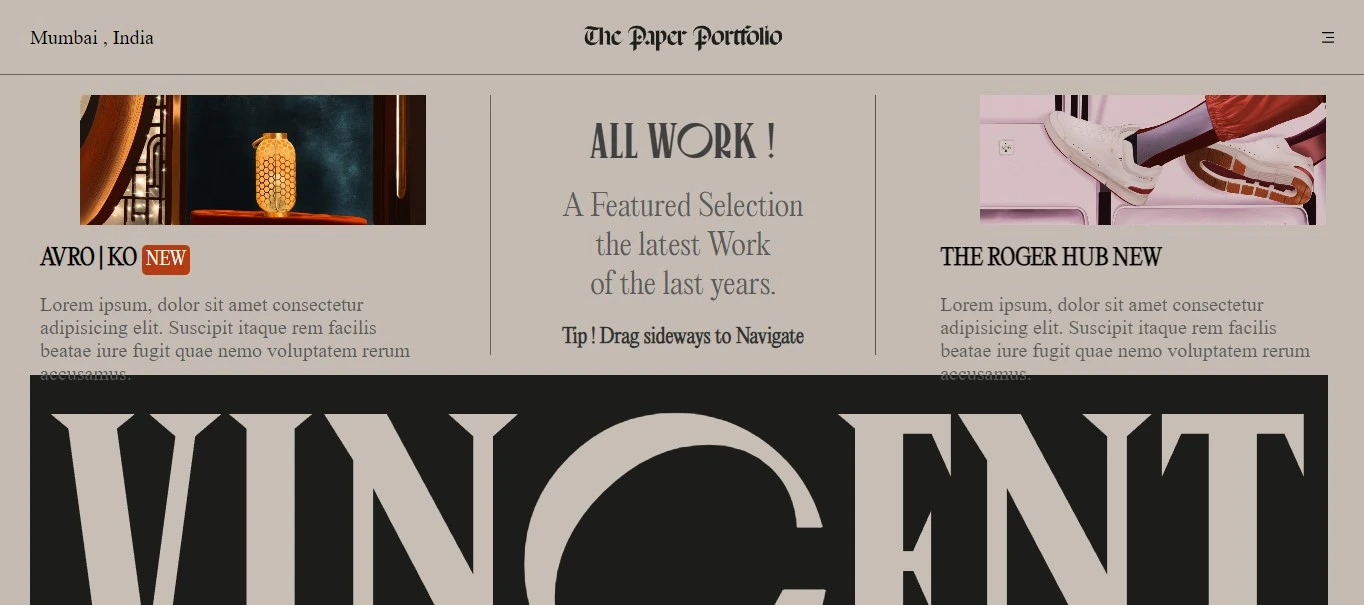 Mumbai , India
The Paper Portfolio
AVRO|KO NEW
Lorem ipsum, dolor sit amet consectetur
adipisicing elit. Suscipit itaque rem facilis
beatae iure fugit quae nemo voluptatem rerum
accusamus.
ALL WORK !
A Featured Selection
the latest Work
of the last years.
Tip ! Drag sideways to Navigate
THE ROGER HUB NEW
Lorem ipsum, dolor sit amet consectetur
adipisicing elit. Suscipit itaque rem facilis
beatae iure fugit quae nemo voluptatem rerum
accusamus.
VINCENT